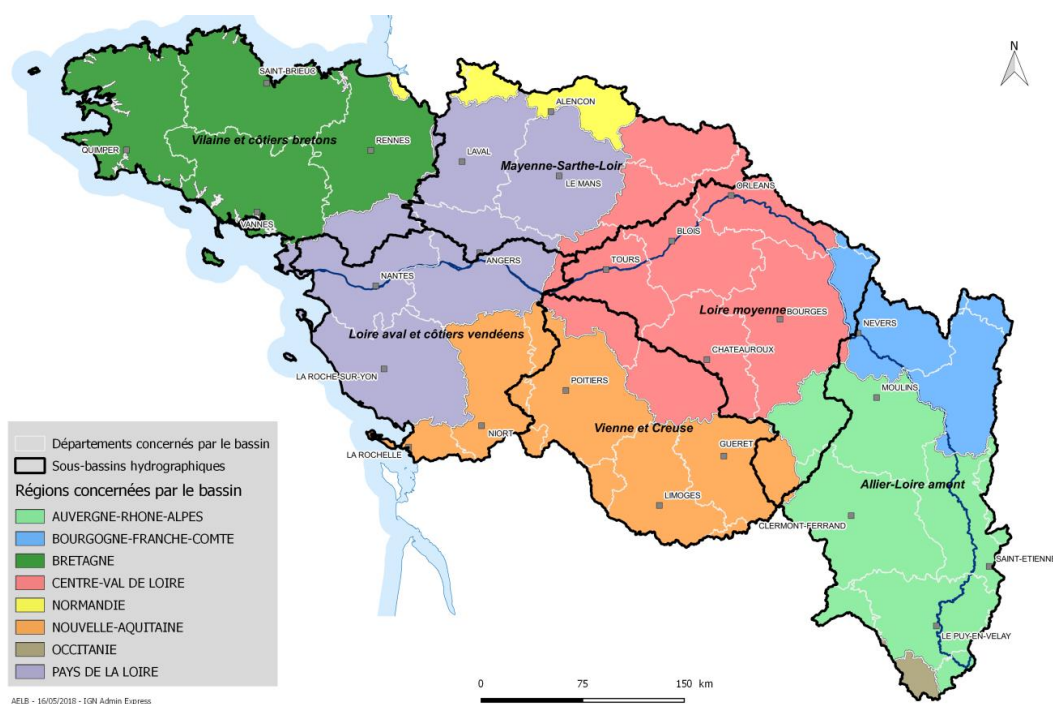 N
SAINT-BRIEUC
ALENCON
Vilaine et côtiers bretons
QUIMPER
RENNES
LAVAL
Mayenne-Sarthe-Loir
LE MANS
ORLEANS
VANNES
BLOIS
ANGERS
TOURS
NANTES
Loire moyenne
BOURGES
NEVERS
Loire aval et côtiers vendéens
CHATEAUROUX
LA ROCHE-SUR-YON
POITIERS
MOULINS
Vienne et Creuse
NIORT
GUERET
LA ROCHELLE
Allier-Loire amont
LIMOGES
CLERMONT-FERRAND
SAINT-ETIENNE
LE PUY-EN-VELAY
Départements concernés par le bassin
Sous-bassins hydrographiques
Régions concernées par le bassin
AUVERGNE-RHONE-ALPES
BOURGOGNE-FRANCHE-COMTE
BRETAGNE
CENTRE-VAL DE LOIRE
NORMANDIE
NOUVELLE-AQUITAINE
OCCITANIE
PAYS DE LA LOIRE
0 75 150 km
AELB - 16/05/2018 - IGN Admin Express